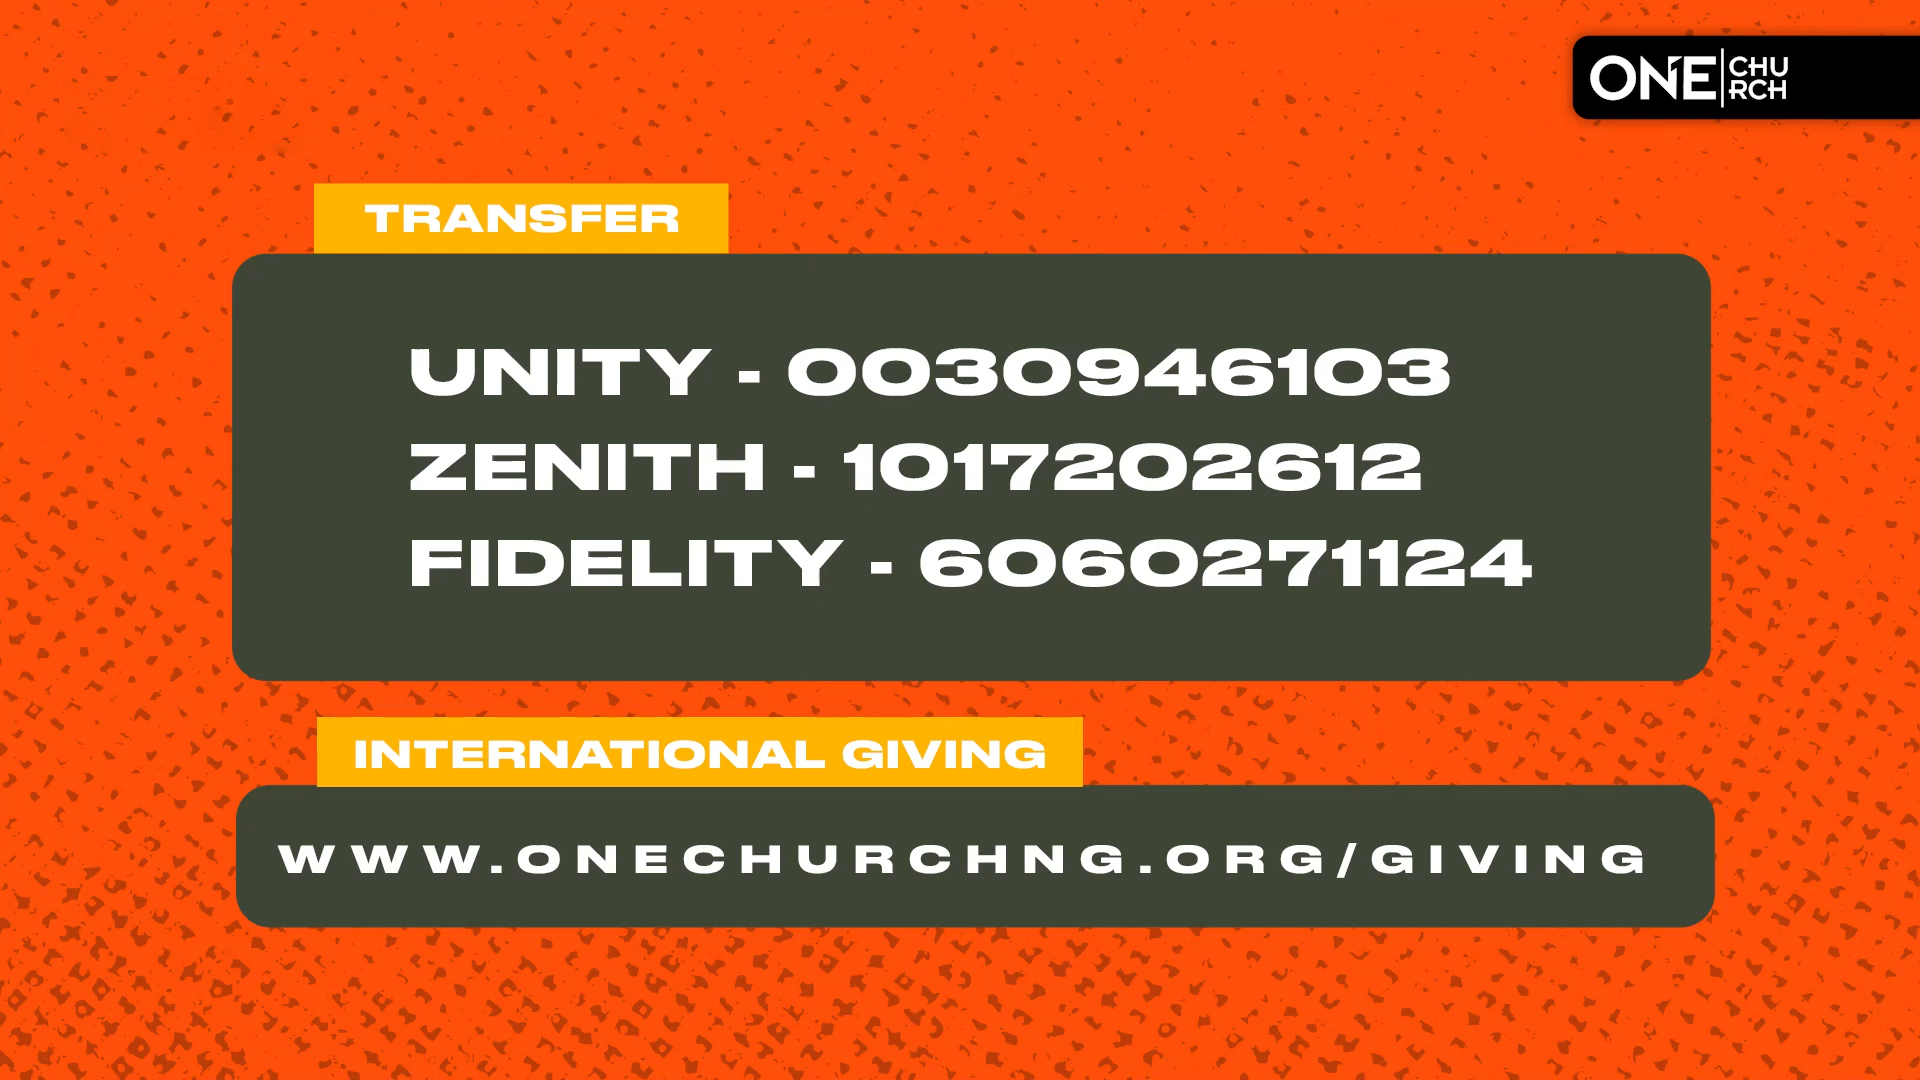 ONE CHU
RCH
TRANSFER
UNITY - 0030946103
ZENITH - 1017202612
FIDELITY - 6060271124
INTERNATIONAL GIVING
WWW.ONECHURCHNG.ORG/GIVING